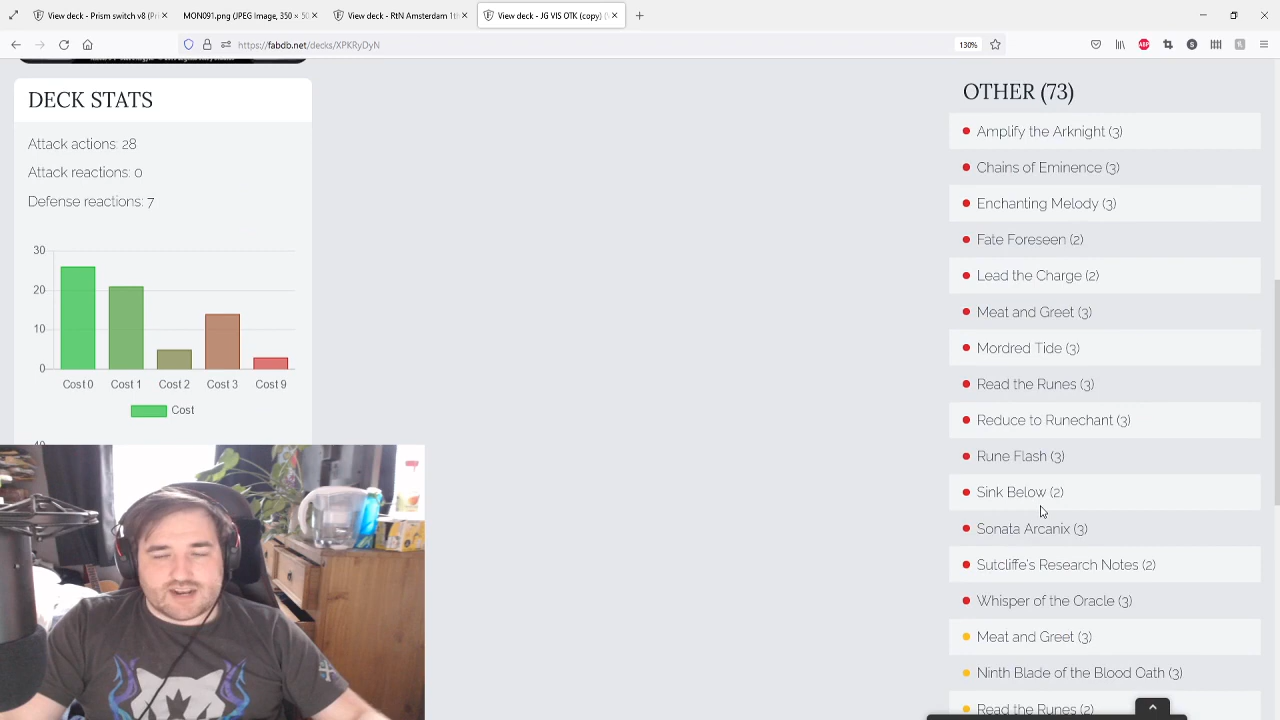 View deck - Prism switch v8 (Pri
MON091.png (JPEG Image, 350 × 50
View deck - RtN Amsterdam 1th
View deck - JG VIS OTK (copy) (V
https://fabdb.net/decks/XPKRyDyN
130%
DECK STATS
Attack actions: 28
Attack reactions: 0
Defense reactions: 7
30
20
10
0
Cost 0
Cost 1
Cost 2
Cost 3
Cost 9
Cost
OTHER (73)
Amplify the Arknight (3)
Chains of Eminence (3)
Enchanting Melody (3)
Fate Foreseen (2)
Lead the Charge (2)
Meat and Greet (3)
Mordred Tide (3)
Read the Runes (3)
Reduce to Runechant (3)
Rune Flash (3)
Sink Below (2)
Sonata Arcanix (3)
Sutcliffe's Research Notes (2)
Whisper of the Oracle (3)
Meat and Greet (3)
Ninth Blade of the Blood Oath (3)
Read the Runes (2)